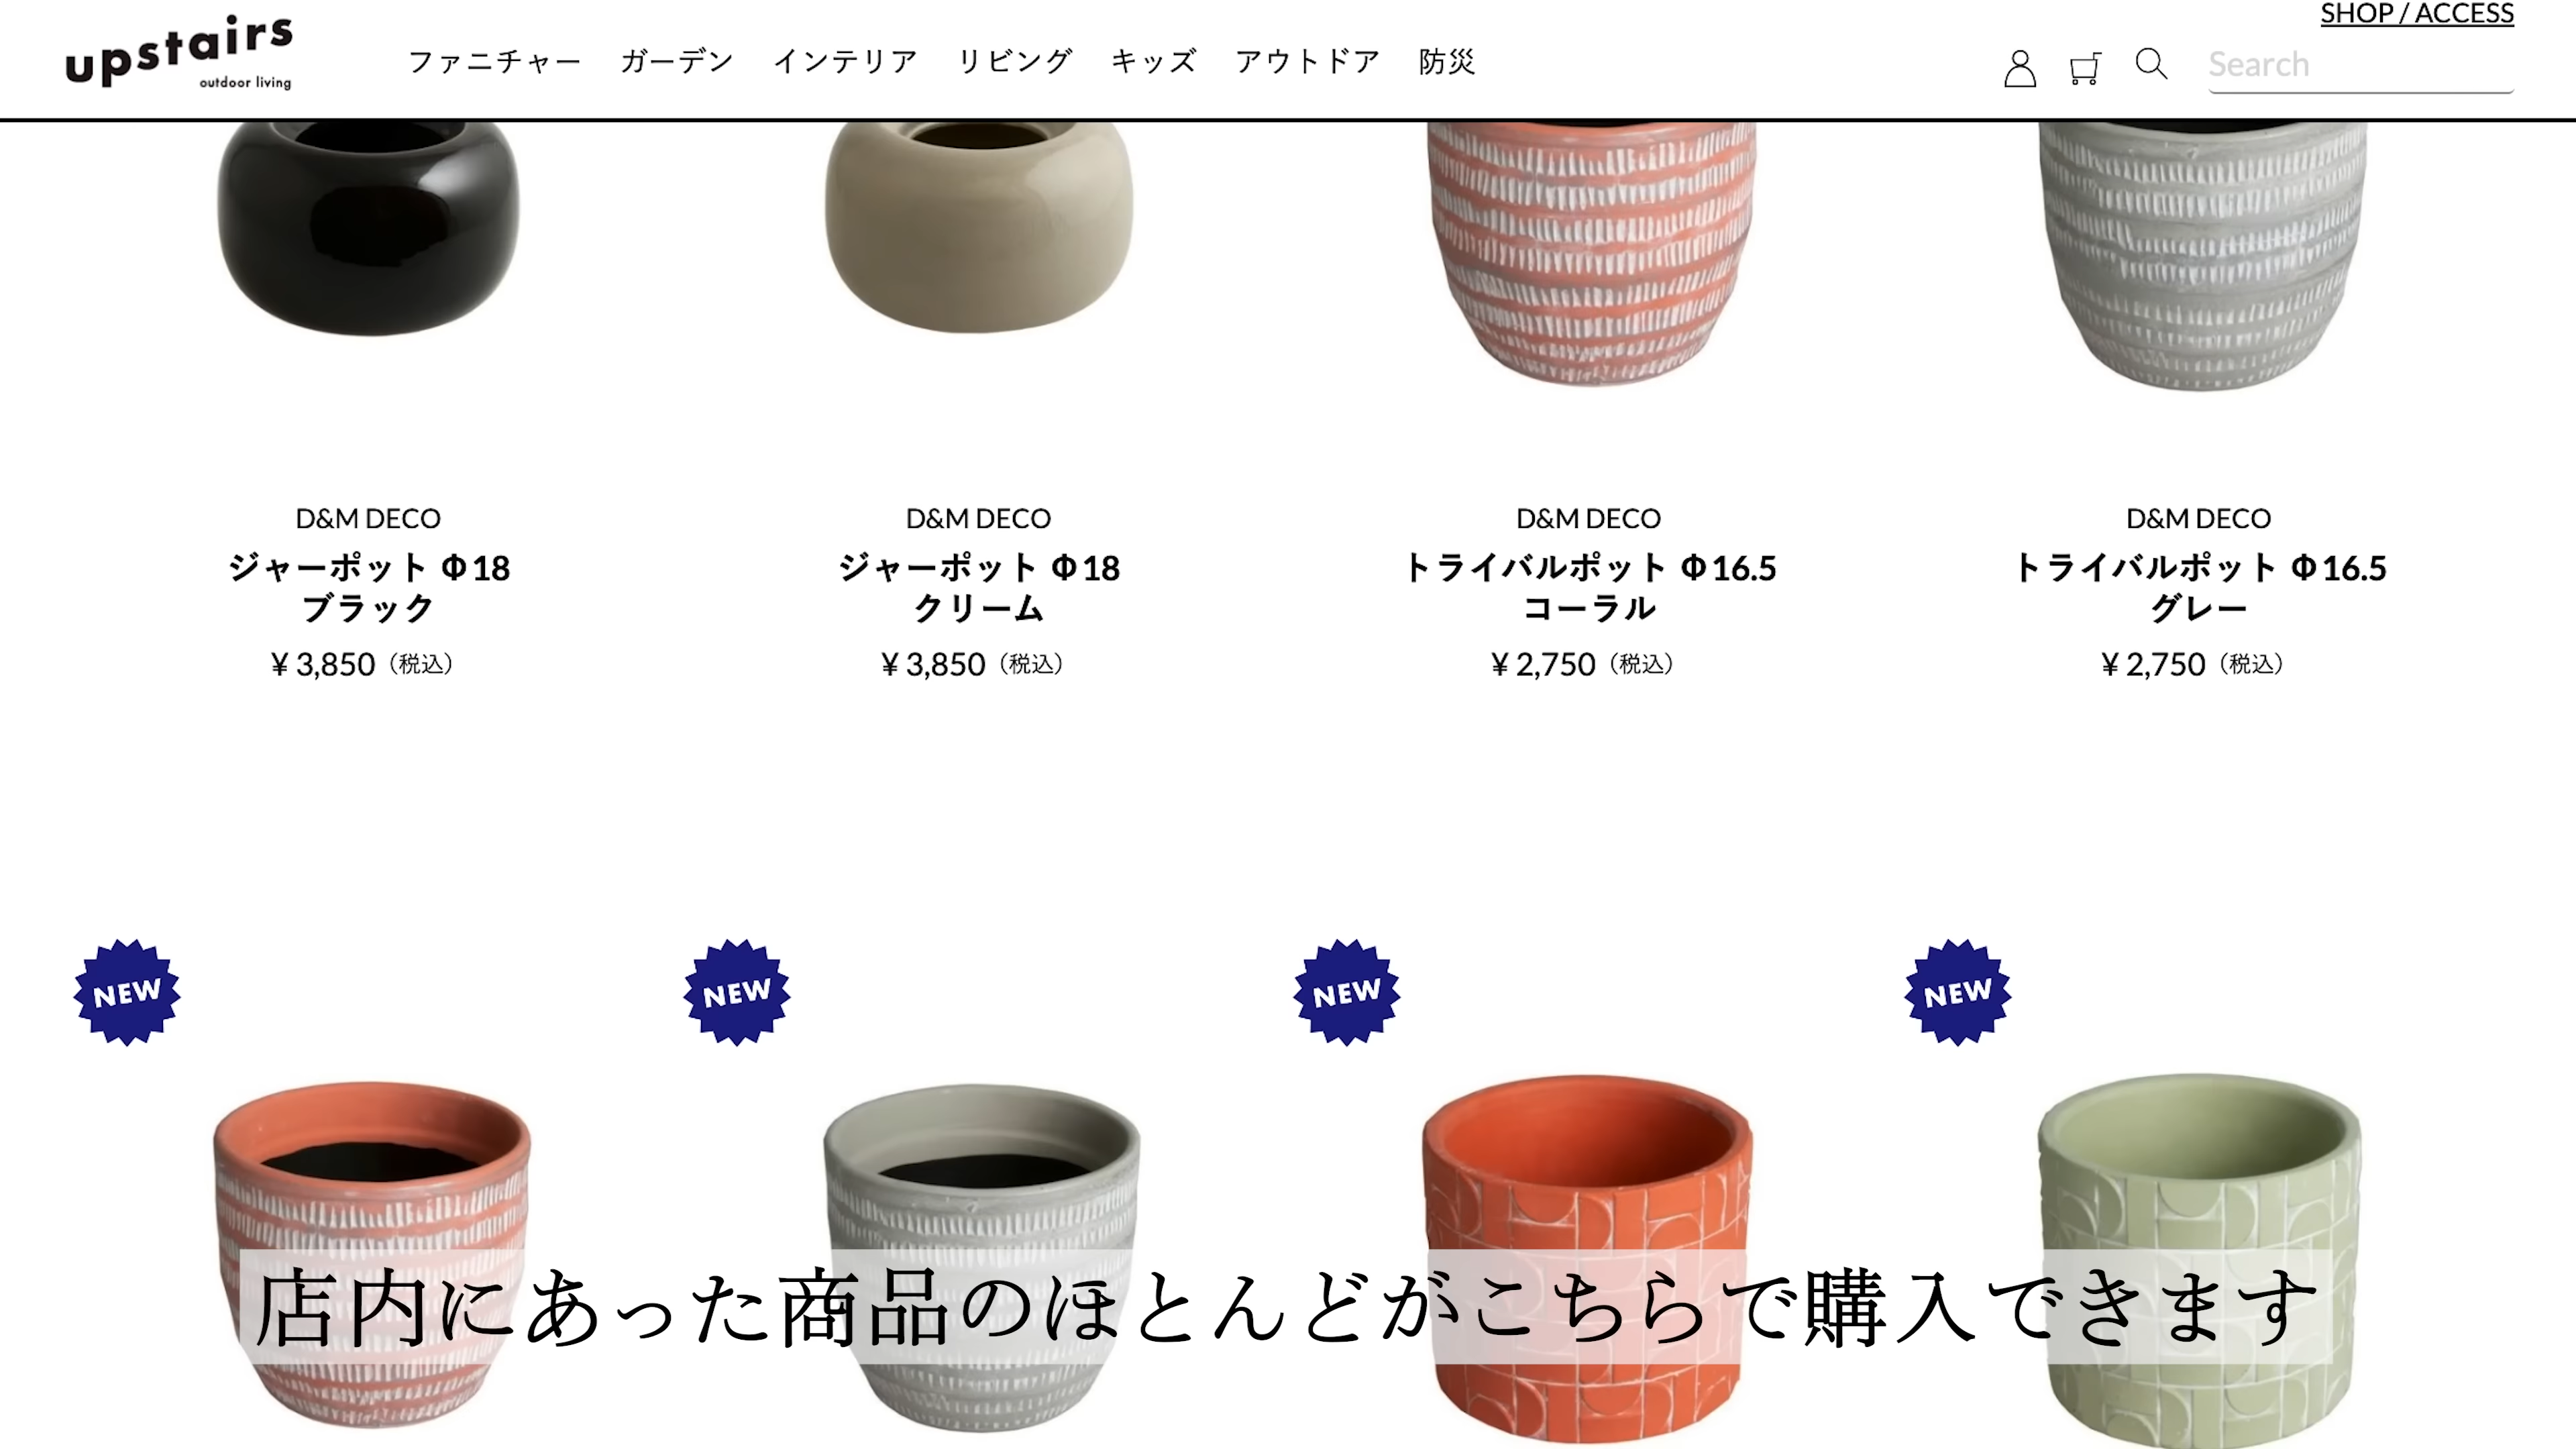 upstairs
outdoor living
ファニチャー ガーデン インテリア リビング キッズ アウトドア 防災
SHOP / ACCESS
Search
D&M DECO
ジャーポット Φ18
ブラック
¥ 3,850（税込）
D&M DECO
ジャーポット Φ18
クリーム
¥ 3,850（税込）
D&M DECO
トライバルポット Φ16.5
コーラル
¥ 2,750（税込）
D&M DECO
トライバルポット Φ16.5
グレー
¥ 2,750（税込）
NEW
NEW
NEW
NEW
店内にあった商品のほとんどがこちらで購入できます